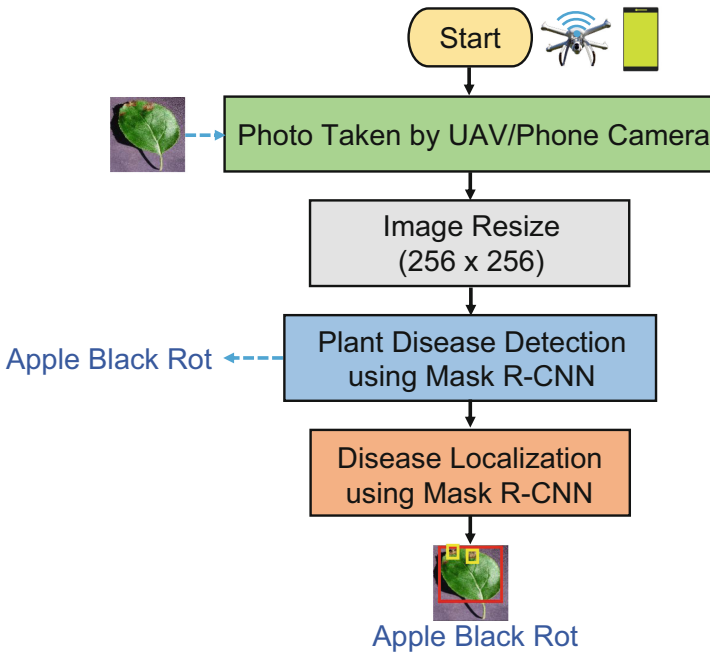 Start
Photo Taken by UAV/Phone Camera
Image Resize
(256 x 256)
Plant Disease Detection
using Mask R-CNN
Apple Black Rot
Disease Localization
using Mask R-CNN
Apple Black Rot